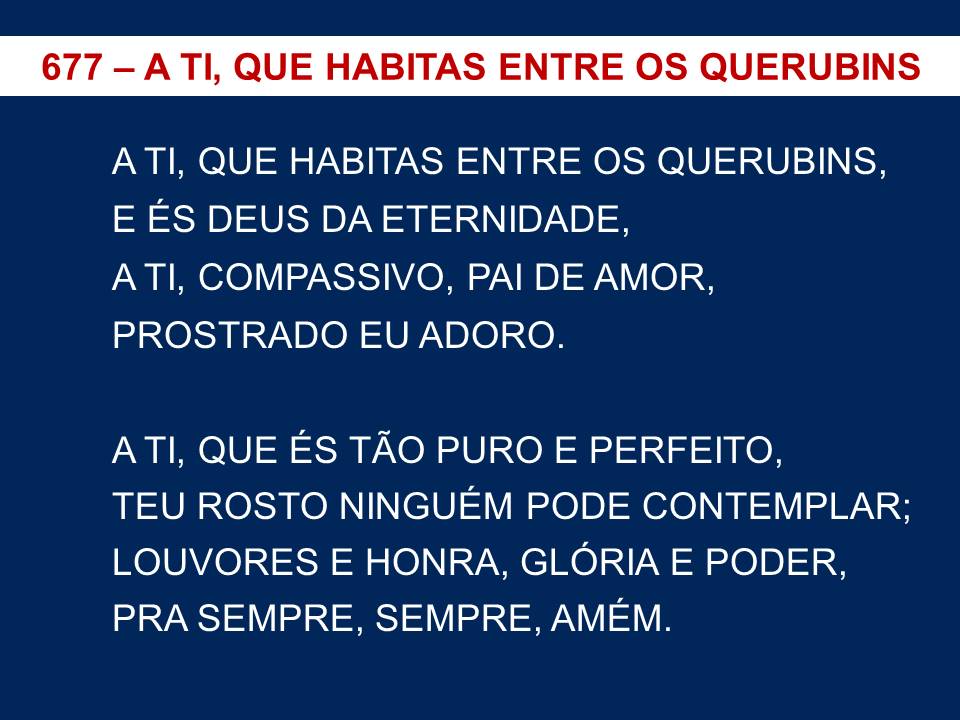 677 – A TI, QUE HABITAS ENTRE OS QUERUBINS
A TI, QUE HABITAS ENTRE OS QUERUBINS,
E ÉS DEUS DA ETERNIDADE,
A TI, COMPASSIVO, PAI DE AMOR,
PROSTRADO EU ADORO.
A TI, QUE ÉS TÃO PURO E PERFEITO,
TEU ROSTO NINGUÉM PODE CONTEMPLAR;
LOUVORES E HONRA, GLÓRIA E PODER,
PRA SEMPRE, SEMPRE, AMÉM.